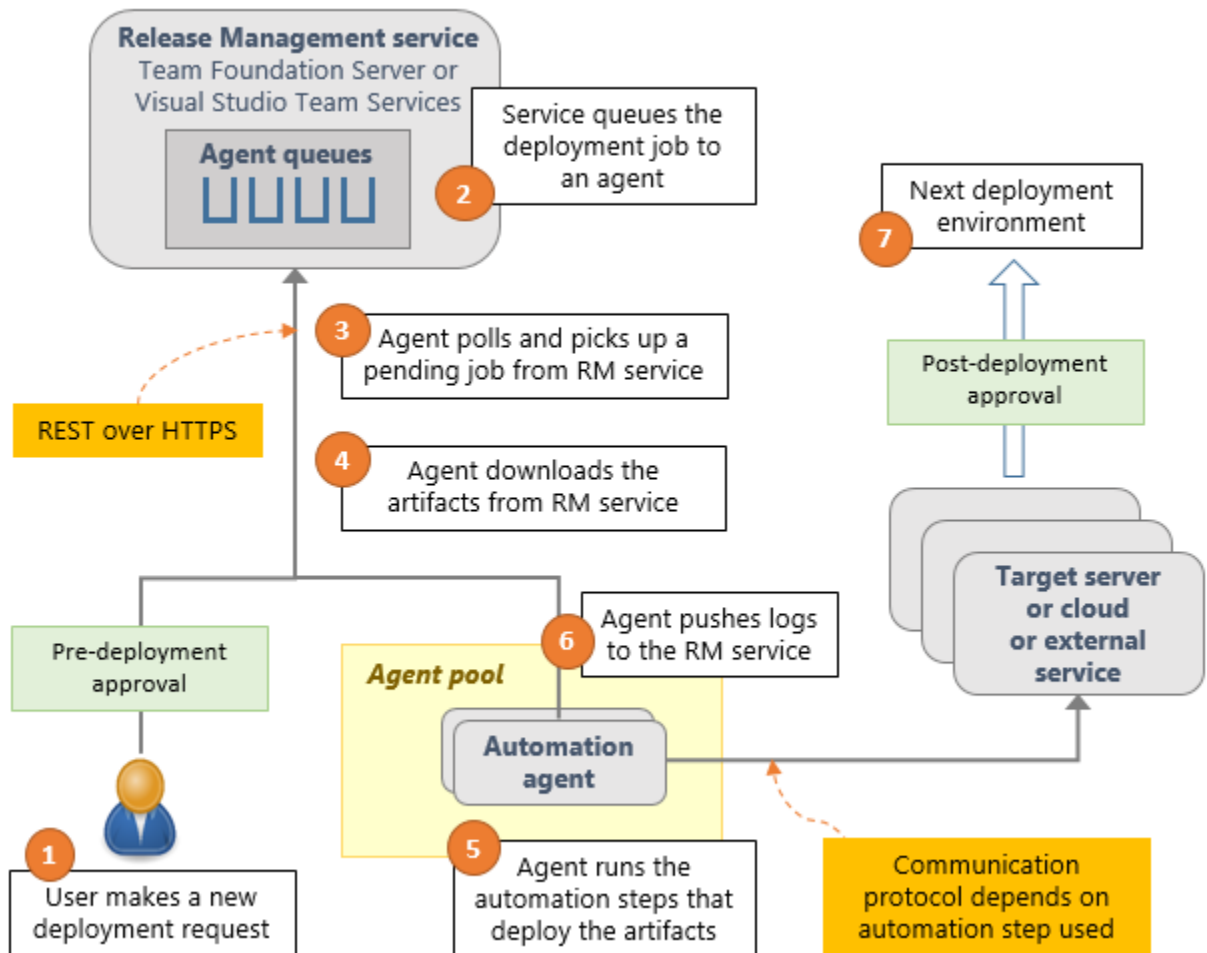 Release Management service
Team Foundation Server or
Visual Studio Team Services
Agent queues
2
Service queues the
deployment job to
an agent
7
Next deployment
environment
3
Agent polls and picks up a
pending job from RM service
REST over HTTPS
4
Agent downloads the
artifacts from RM service
Post-deployment
approval
Target server
or cloud
or external
service
Pre-deployment
approval
6
Agent pushes logs
to the RM service
Agent pool
Automation
agent
1
User makes a new
deployment request
5
Agent runs the
automation steps that
deploy the artifacts
Communication
protocol depends on
automation step used